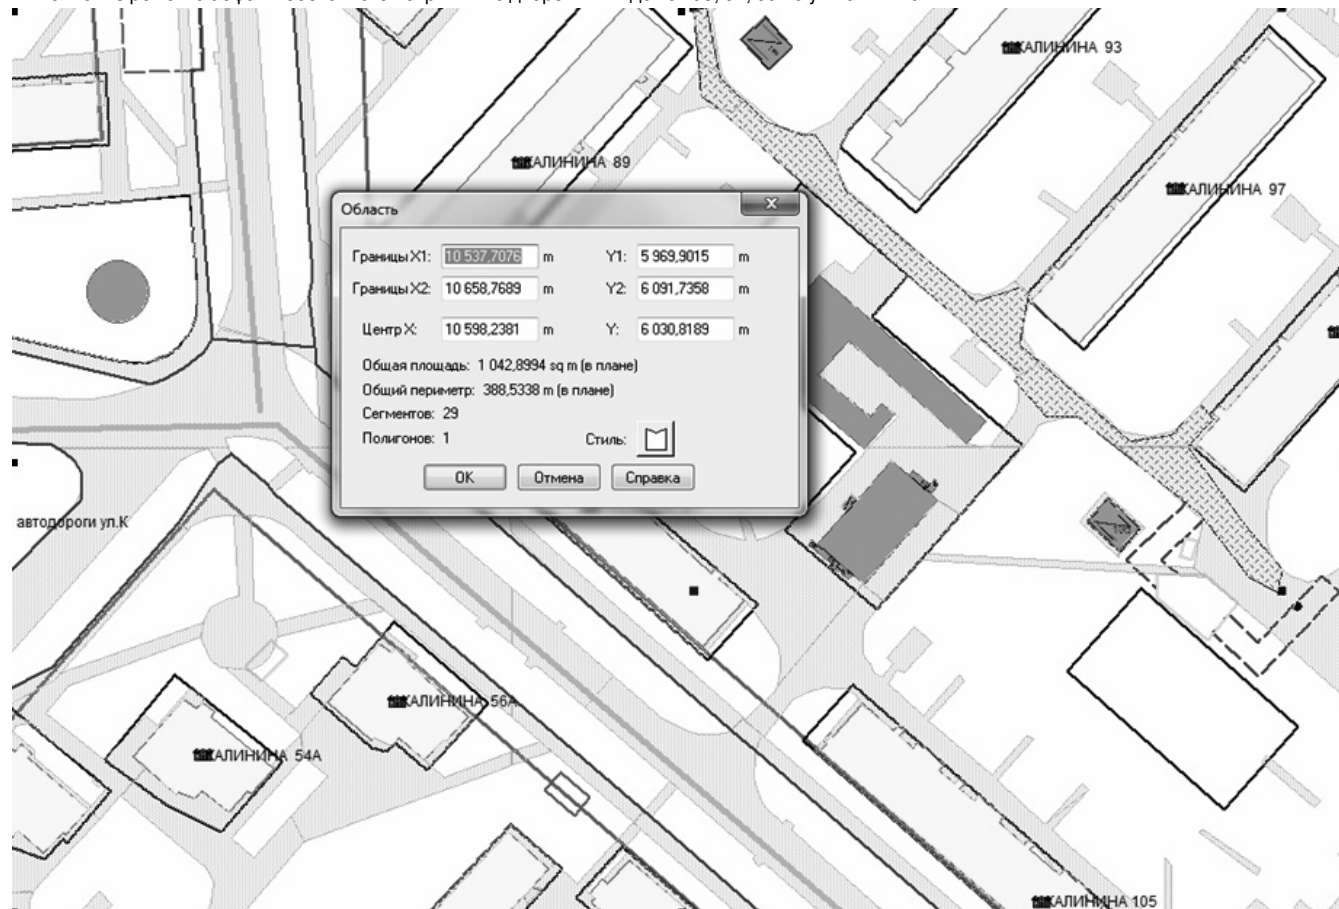 КАЛИНИНА 93
КАЛИНИНА 89
КАЛИНИНА 97
Область
Границы X1: 10 537,7076 m Y1: 5 969,9015 m
Границы X2: 10 658,7689 m Y2: 6 091,7358 m
Центр X: 10 598,2381 m Y: 6 030,8189 m
Общая площадь: 1 042,8994 sq m (в плане)
Общий периметр: 388,5338 m (в плане)
Сегментов: 29
Полигонов: 1 Стиль:
OK Отмена Справка
автодороги ул.К
КАЛИНИНА 56А
КАЛИНИНА 54А
КАЛИНИНА 105